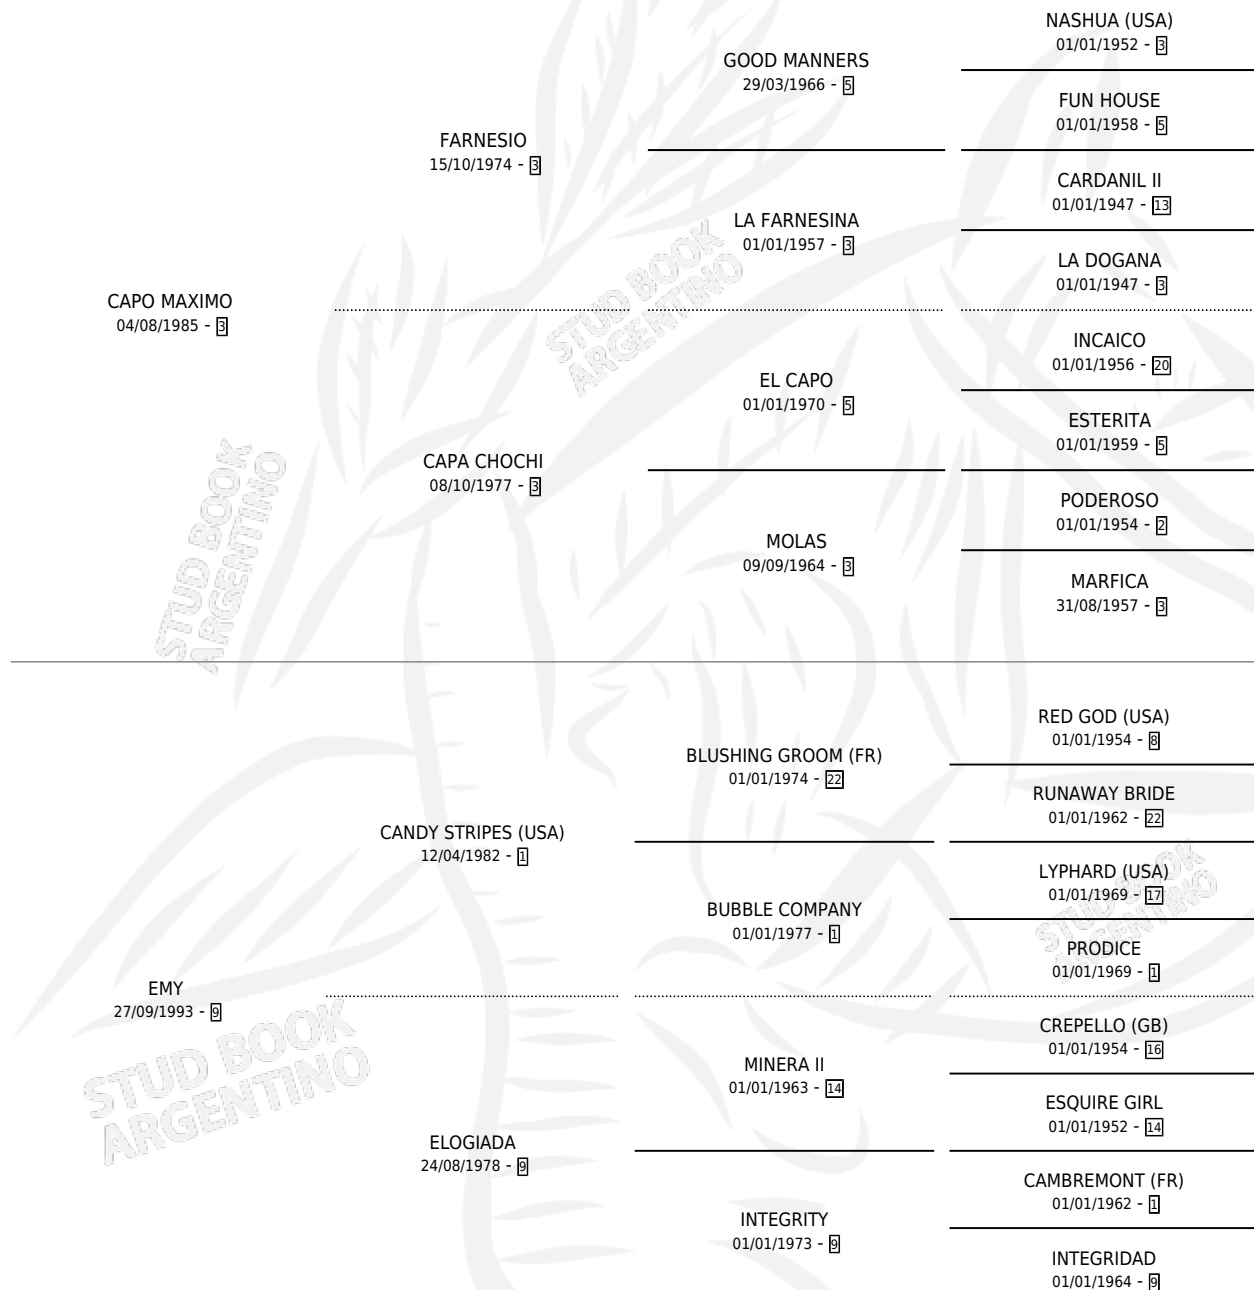 NASHUA (USA)
01/01/1952 - 3
GOOD MANNERS
29/03/1966 - 5
FUN HOUSE
01/01/1958 - 5
FARNESIO
15/10/1974 - 3
CARDANIL II
01/01/1947 - 13
LA FARNESINA
01/01/1957 - 3
LA DOGANA
01/01/1947 - 3
CAPO MAXIMO
04/08/1985 - 3
INCAICO
01/01/1956 - 20
EL CAPO
01/01/1970 - 5
ESTERITA
01/01/1959 - 5
CAPA CHOCHI
08/10/1977 - 3
PODEROSO
01/01/1954 - 2
MOLAS
09/09/1964 - 3
MARFICA
31/08/1957 - 3
STUD BOOK
ARGENTINO
STUD BOOK
ARGENTINO
RED GOD (USA)
01/01/1954 - 8
BLUSHING GROOM (FR)
01/01/1974 - 22
RUNAWAY BRIDE
01/01/1962 - 22
CANDY STRIPES (USA)
12/04/1982 - 1
LYPHARD (USA)
01/01/1969 - 17
BUBBLE COMPANY
01/01/1977 - 1
PRODICE
01/01/1969 - 1
STUD BOOK
ARGENTINO
EMY
27/09/1993 - 9
CREPELLO (GB)
01/01/1954 - 16
MINERA II
01/01/1963 - 14
ESQUIRE GIRL
01/01/1952 - 14
ELOGIADA
24/08/1978 - 9
CAMBREMONT (FR)
01/01/1962 - 1
INTEGRITY
01/01/1973 - 9
INTEGRIDAD
01/01/1964 - 9
STUD BOOK
ARGENTINO